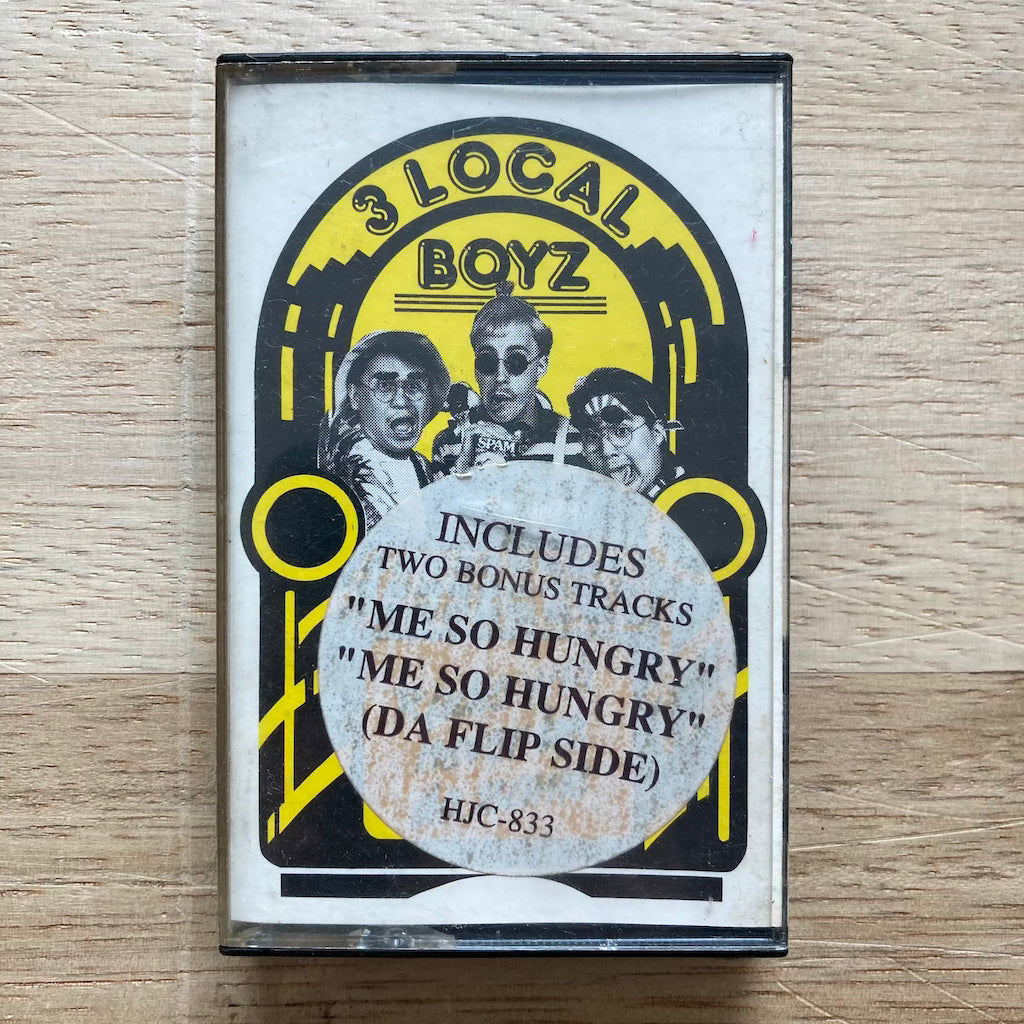 3 LOCAL
BOYZ
SPAM
INCLUDES
TWO BONUS TRACKS
"ME SO HUNGRY"
"ME SO HUNGRY"
(DA FLIP SIDE)
HJC-833